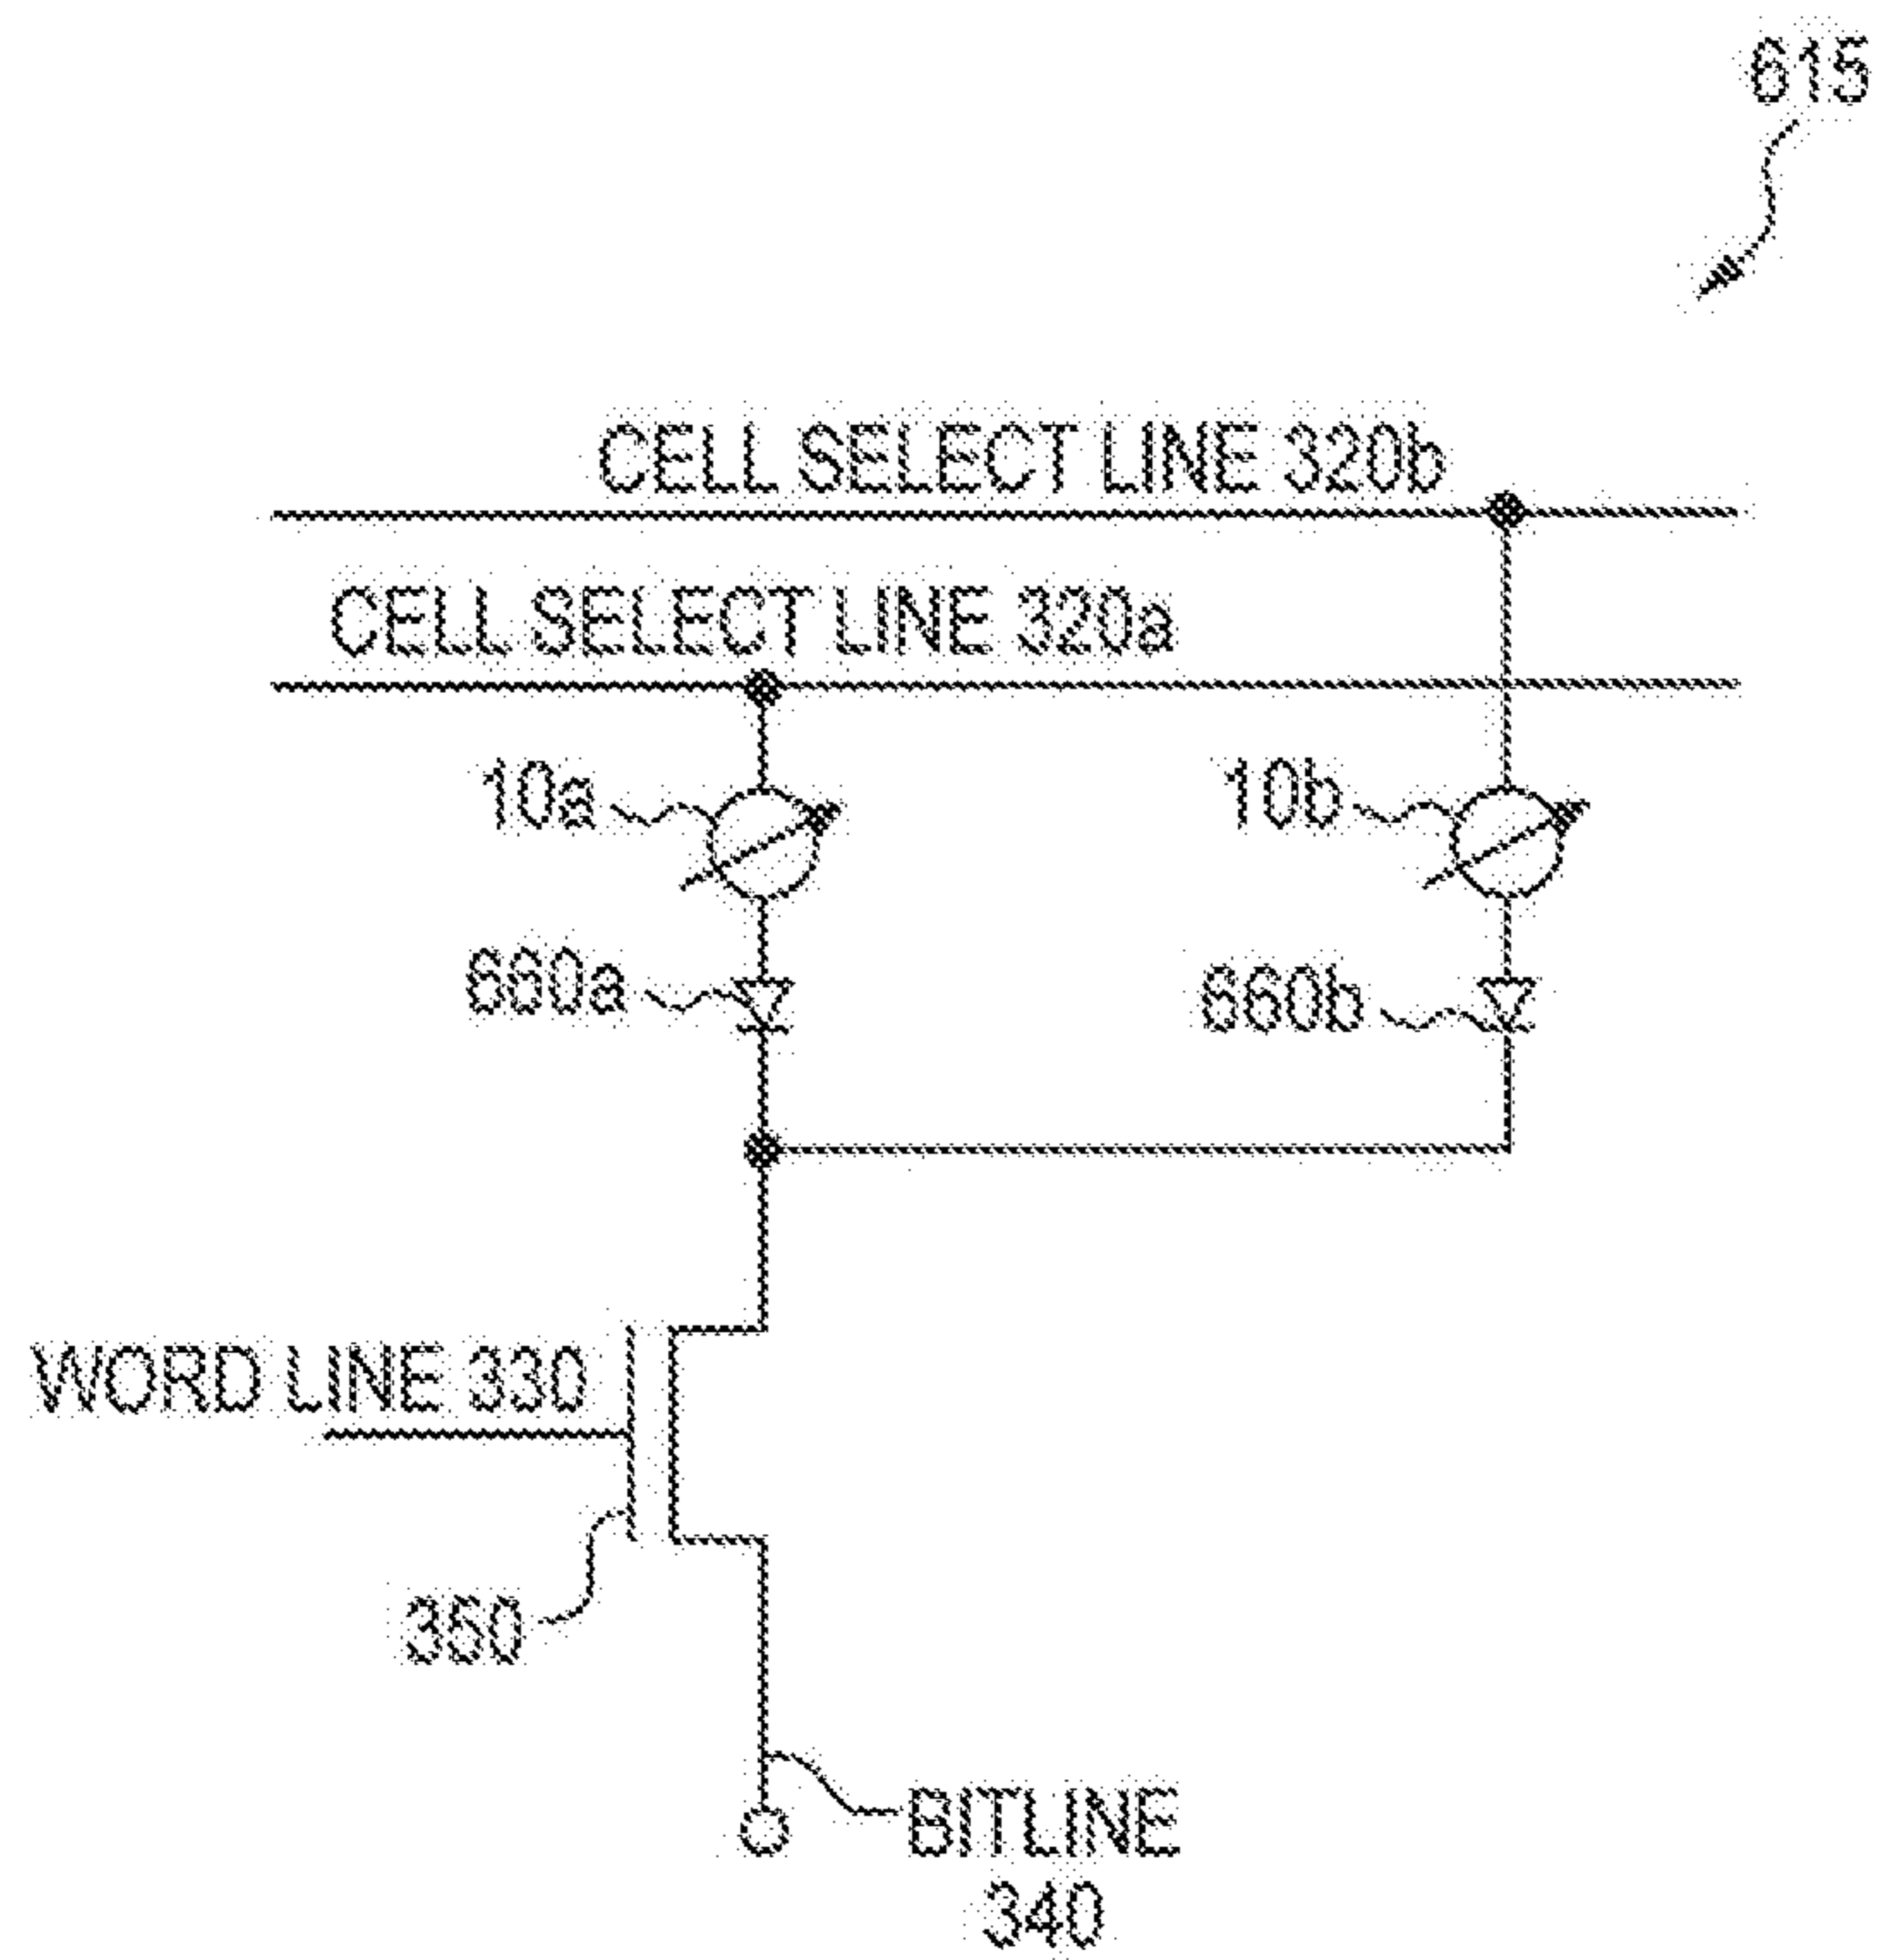 615
CELL SELECT LINE 320b
CELL SELECT LINE 320a
10a
10b
660a
660b
WORD LINE 330
350
BITLINE
340